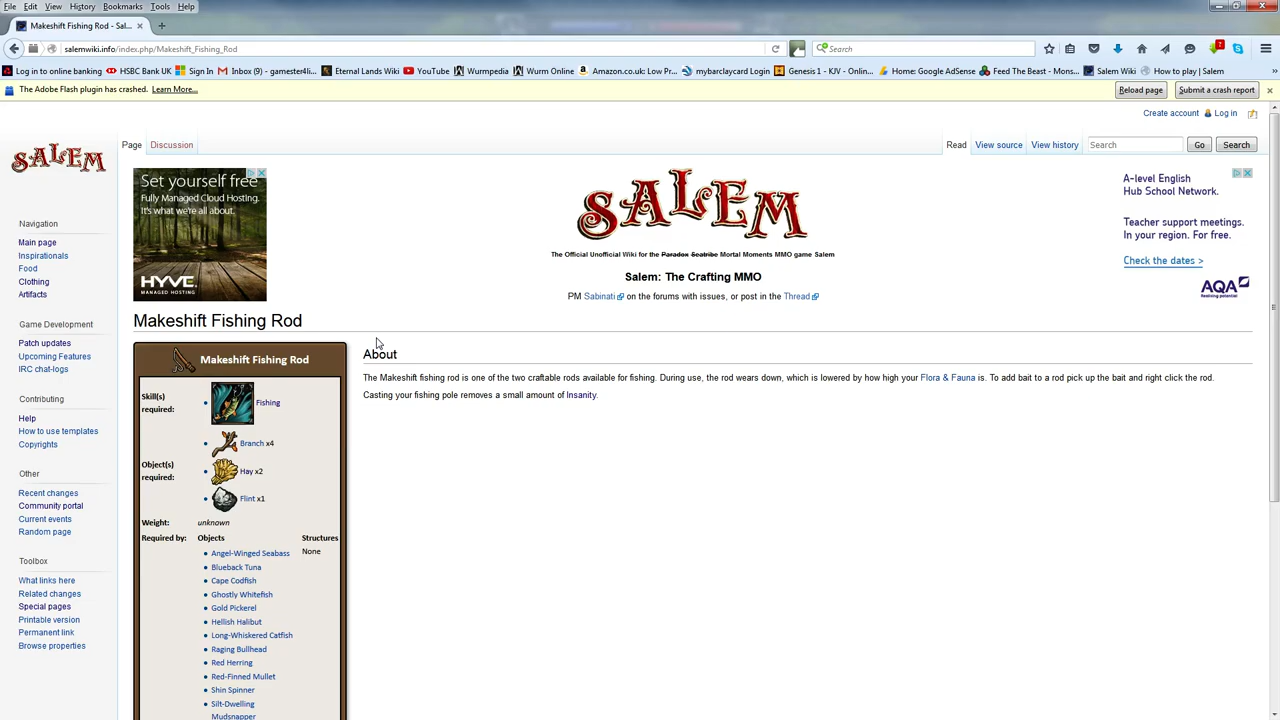 File Edit View History Bookmarks Tools Help
Makeshift Fishing Rod - Sal... × +
salemwiki.info/index.php/Makeshift_Fishing_Rod
Search
Log in to online banking HSBC Bank UK Sign In Inbox (9) - gamester4li... Eternal Lands Wiki YouTube Wurmpedia Wurm Online Amazon.co.uk: Low Pr... mybarclaycard Login Genesis 1 - KJV - Onlin... Home: Google AdSense Feed The Beast - Mons... Salem Wiki How to play | Salem
The Adobe Flash plugin has crashed. Learn More... Reload page Submit a crash report
Create account Log in
SALEM
Page Discussion Read View source View history Search Go Search
Set yourself free
Fully Managed Cloud Hosting.
It's what we're all about.
HYVE
MANAGED HOSTING
SALEM
The Official Unofficial Wiki for the Paradox Seatribe Mortal Moments MMO game Salem
Salem: The Crafting MMO
PM Sabinati on the forums with issues, or post in the Thread
A-level English
Hub School Network.
Teacher support meetings.
In your region. For free.
Check the dates >
AQA
Realising potential
Navigation
Main page
Inspirationals
Food
Clothing
Artifacts
Game Development
Patch updates
Upcoming Features
IRC chat-logs
Contributing
Help
How to use templates
Copyrights
Other
Recent changes
Community portal
Current events
Random page
Toolbox
What links here
Related changes
Special pages
Printable version
Permanent link
Browse properties
Makeshift Fishing Rod
Makeshift Fishing Rod
Skill(s)
required:
Fishing
Object(s)
required:
Branch x4
Hay x2
Flint x1
Weight: unknown
Required by: Objects Structures
None
Angel-Winged Seabass
Blueback Tuna
Cape Codfish
Ghostly Whitefish
Gold Pickerel
Hellish Halibut
Long-Whiskered Catfish
Raging Bullhead
Red Herring
Red-Finned Mullet
Shin Spinner
Silt-Dwelling
Mudsnapper
About
The Makeshift fishing rod is one of the two craftable rods available for fishing. During use, the rod wears down, which is lowered by how high your Flora & Fauna is. To add bait to a rod pick up the bait and right click the rod.
Casting your fishing pole removes a small amount of Insanity.